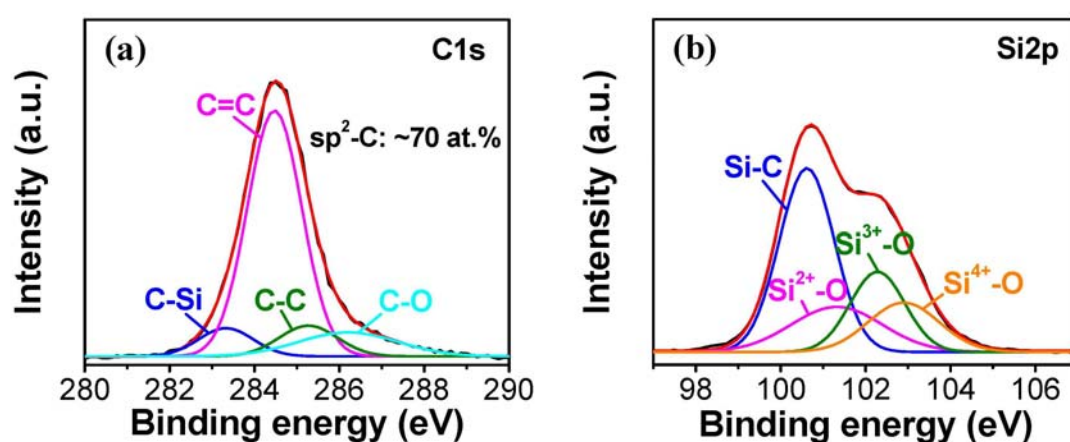 (a)
C1s
C=C
sp²-C: ~70 at.%
C-Si
C-C
C-O
Intensity (a.u.)
280 282 284 286 288 290
Binding energy (eV)
(b)
Si2p
Si-C
Si³⁺-O
Si²⁺-O
Si⁴⁺-O
Intensity (a.u.)
98 100 102 104 106
Binding energy (eV)